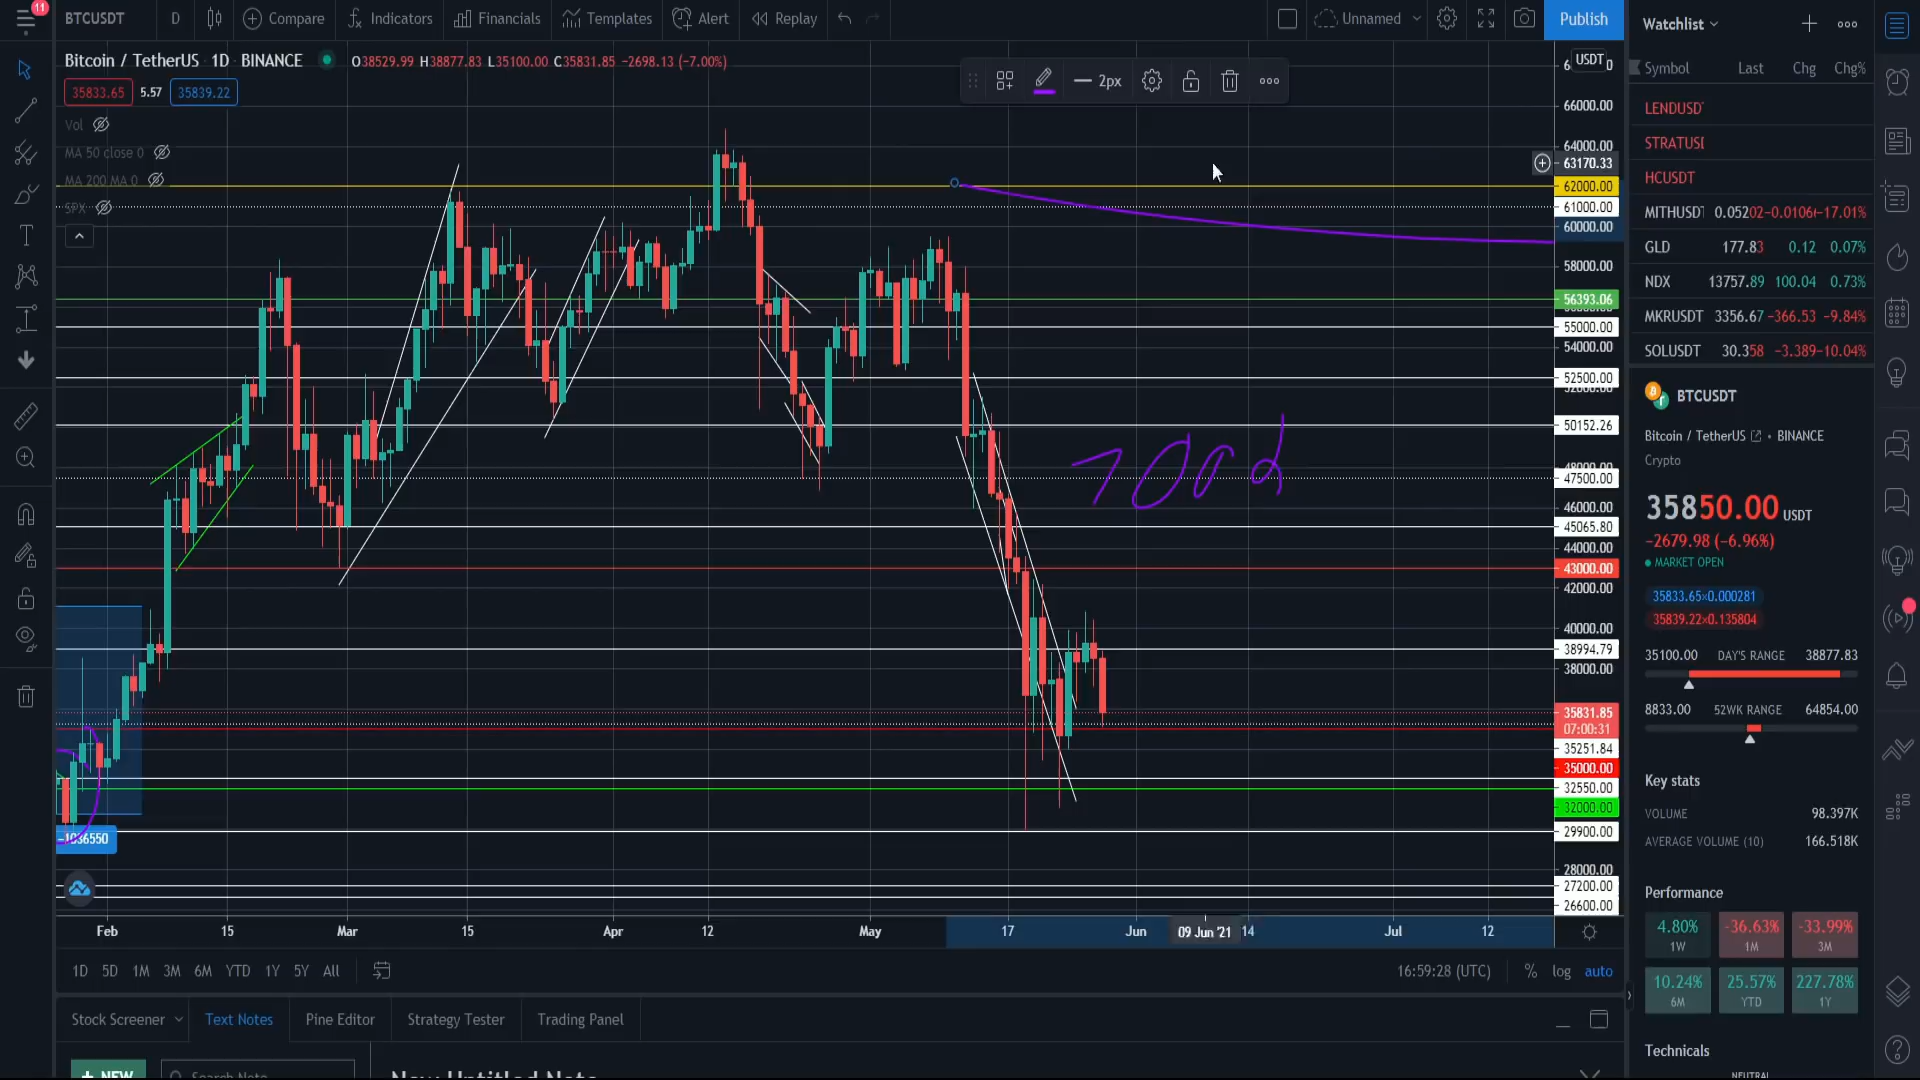 11
BTCUSDT D Compare Indicators Financials Templates Alert Replay Unnamed Publish
Bitcoin / TetherUS 1D BINANCE O38529.99 H38877.83 L35100.00 C35831.85 −2698.13 (−7.00%)
35833.65 5.57 35839.22
Vol
MA 50 close 0
MA 200 MA 0
SPX
2px
USDT
66000.00
64000.00
63170.33
62000.00
61000.00
60000.00
58000.00
56393.06
55000.00
54000.00
52500.00
50152.26
48000.00
47500.00
46000.00
45065.80
44000.00
43000.00
42000.00
40000.00
38994.79
38000.00
35831.85
07:00:31
35251.84
35000.00
32550.00
32000.00
29900.00
28000.00
27200.00
26600.00
100d
Feb 15 Mar 15 Apr 12 May 17 Jun 09 Jun '21 14 Jul 12
1D 5D 1M 3M 6M YTD 1Y 5Y All 16:59:28 (UTC) % log auto
Stock Screener Text Notes Pine Editor Strategy Tester Trading Panel
+ NEW Search Note New Untitled Note
Watchlist
Symbol Last Chg Chg%
LENDUSD
STRATUSI
HCUSDT
MITHUSD 0.05202 −17.01%
GLD 177.83 0.12 0.07%
NDX 13757.89 100.04 0.73%
MKRUSDT 3356.67 −366.53 −9.84%
SOLUSDT 30.358 −3.389 −10.04%
BTCUSDT
Bitcoin / TetherUS • BINANCE
Crypto
35850.00 USDT
−2679.98 (−6.96%)
MARKET OPEN
35833.65×0.000281
35839.22×0.135804
35100.00 DAY'S RANGE 38877.83
8833.00 52WK RANGE 64854.00
Key stats
VOLUME 98.397K
AVERAGE VOLUME (10) 166.518K
Performance
4.80% -36.63% -33.99%
1W 1M 3M
10.24% 25.57% 227.78%
6M YTD 1Y
Technicals
NEUTRAL